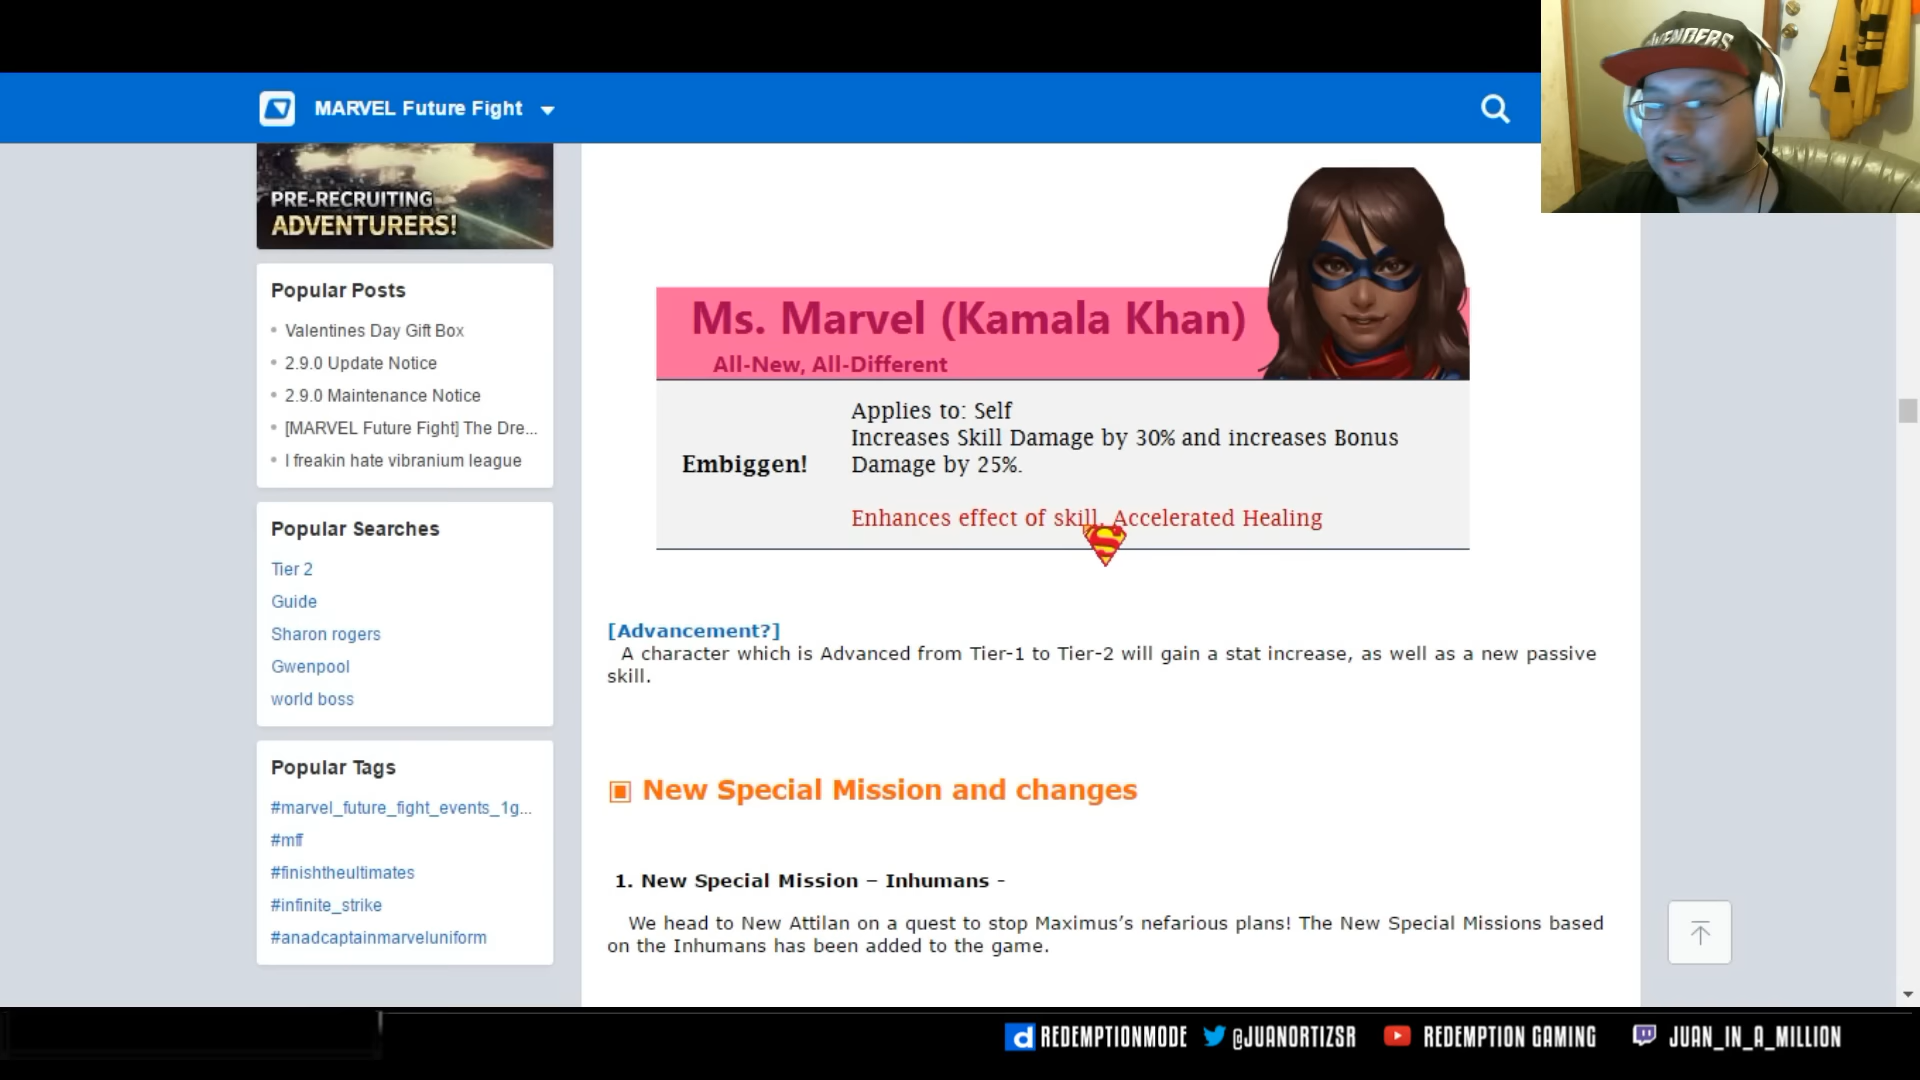 VENDERS
MARVEL Future Fight
PRE-RECRUITING
ADVENTURERS!
Popular Posts
Valentines Day Gift Box
2.9.0 Update Notice
2.9.0 Maintenance Notice
[MARVEL Future Fight] The Dre...
I freakin hate vibranium league
Popular Searches
Tier 2
Guide
Sharon rogers
Gwenpool
world boss
Popular Tags
#marvel_future_fight_events_1g...
#mff
#finishtheultimates
#infinite_strike
#anadcaptainmarveluniform
Ms. Marvel (Kamala Khan)
All-New, All-Different
Embiggen!
Applies to: Self
Increases Skill Damage by 30% and increases Bonus
Damage by 25%.
Enhances effect of skill, Accelerated Healing
S
[Advancement?]
A character which is Advanced from Tier-1 to Tier-2 will gain a stat increase, as well as a new passive
skill.
New Special Mission and changes
1. New Special Mission – Inhumans -
We head to New Attilan on a quest to stop Maximus’s nefarious plans! The New Special Missions based
on the Inhumans has been added to the game.
d REDEMPTIONMODE @JUANORTIZSR REDEMPTION GAMING JUAN_IN_A_MILLION